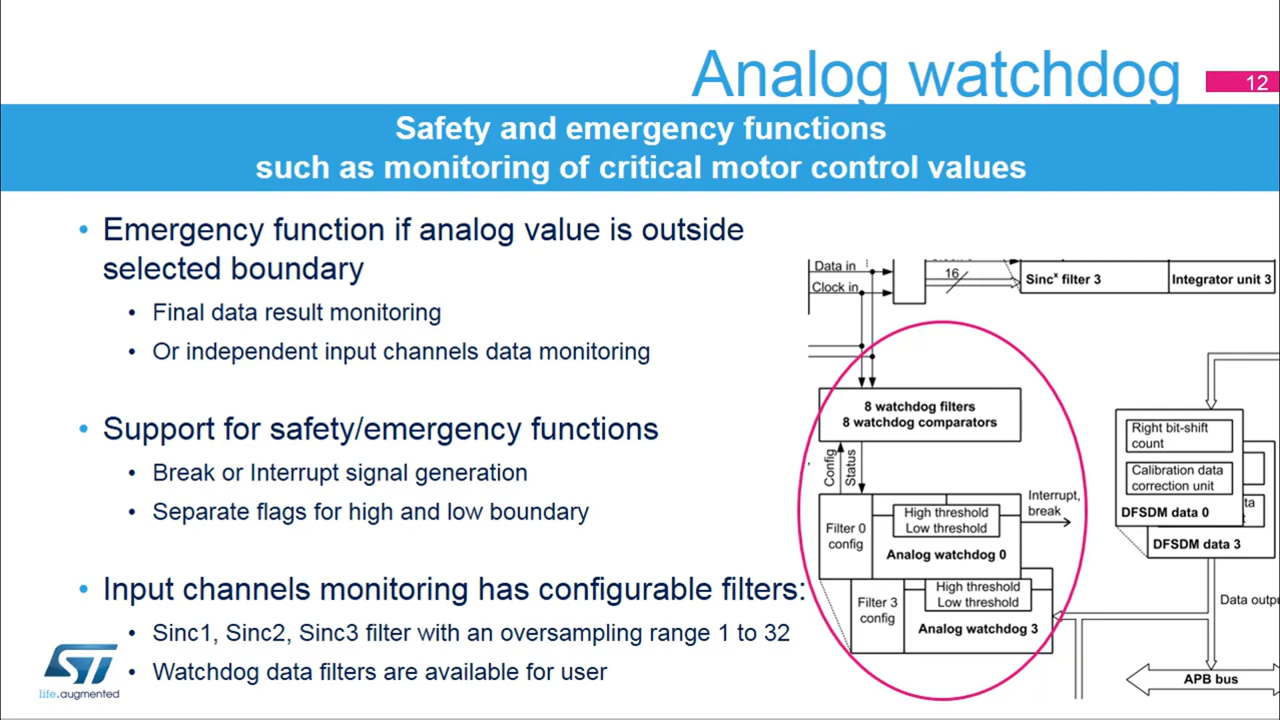 Analog watchdog
12
Safety and emergency functions
such as monitoring of critical motor control values
• Emergency function if analog value is outside
selected boundary
• Final data result monitoring
• Or independent input channels data monitoring
• Support for safety/emergency functions
• Break or Interrupt signal generation
• Separate flags for high and low boundary
• Input channels monitoring has configurable filters:
• Sinc1, Sinc2, Sinc3 filter with an oversampling range 1 to 32
• Watchdog data filters are available for user
life.augmented
Data in
Clock in
16
Sincˣ filter 3
Integrator unit 3
8 watchdog filters
8 watchdog comparators
Config
Status
Filter 0
config
High threshold
Low threshold
Analog watchdog 0
Interrupt,
break
Filter 3
config
High threshold
Low threshold
Analog watchdog 3
Right bit-shift
count
Calibration data
correction unit
DFSDM data 0
DFSDM data 3
Data outpu
APB bus